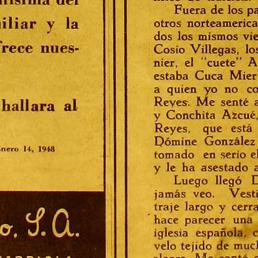 miliar y la
frece nues-
hallara al
Enero 14, 1948
o. S.A.
Fuera de los pa
otros norteamerica
dos los mismos vie
Cosio Villegas, los
nier, el "cuete" A
estaba Cuca Mier
a quien yo no co
Reyes. Me senté a
y Conchita Azcué,
Reyes, que está
Dómine González
tomado en serio el
y le ha asestado a
Luego llegó D
jamás veo. Vesti
traje largo y cerra
hace parecer una
iglesia española, c
velo tejido de much